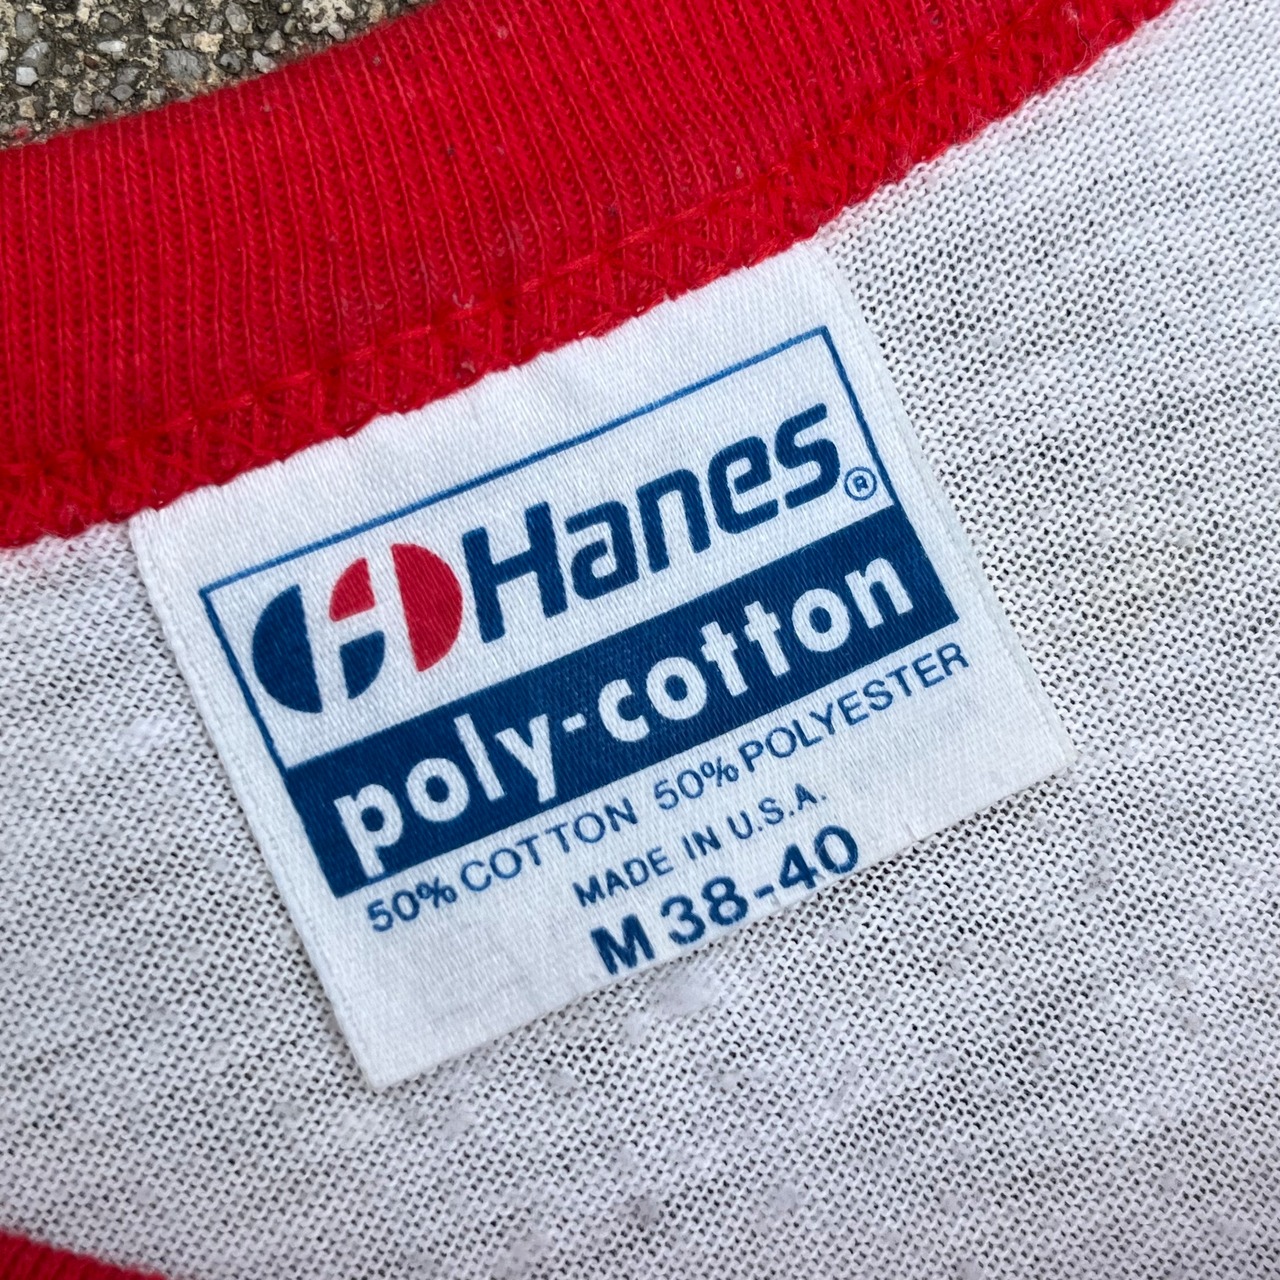 Hanes®
poly-cotton
50% COTTON 50% POLYESTER
MADE IN U.S.A.
M 38-40